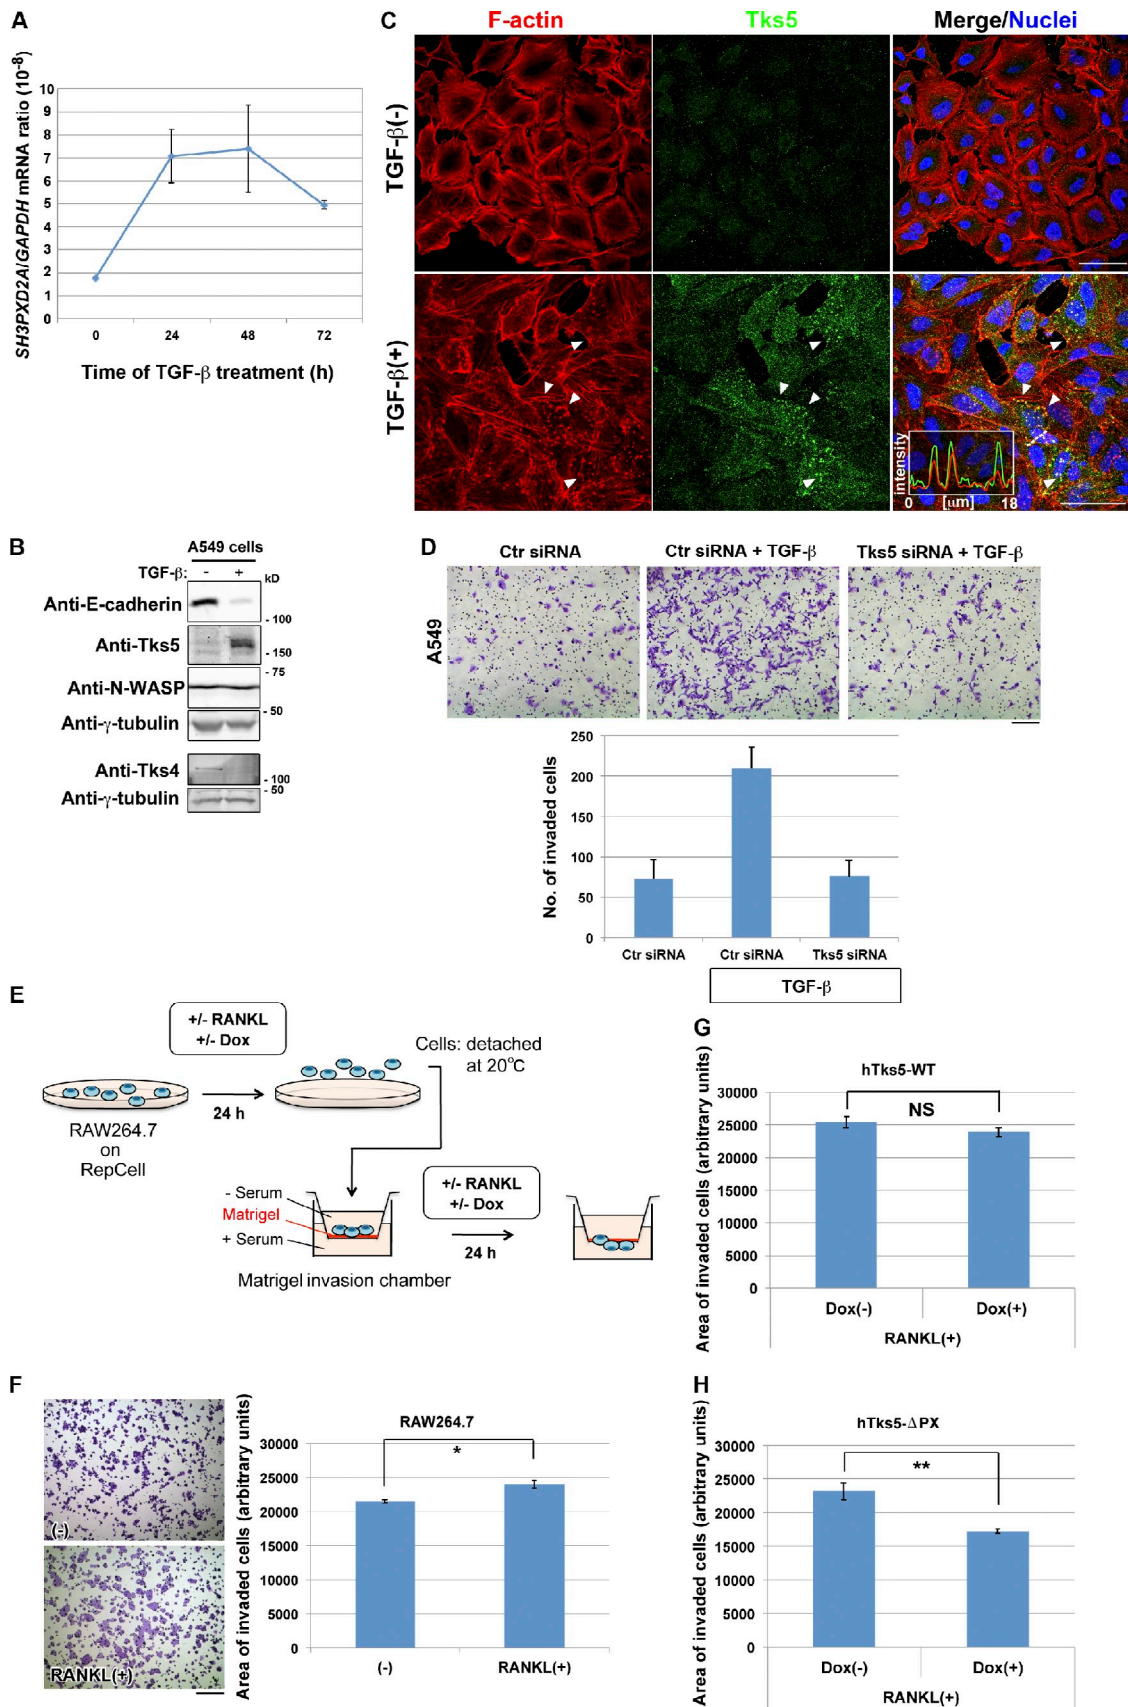 A
SH3PXD2A/GAPDH mRNA ratio (10-8)
10
9
8
7
6
5
4
3
2
1
0
0 24 48 72
Time of TGF-β treatment (h)
C
F-actin Tks5 Merge/Nuclei
TGF-β(-)
TGF-β(+)
intensity
0 [μm] 18
B
A549 cells
TGF-β: - +
kD
Anti-E-cadherin
- 100
Anti-Tks5
- 150
- 75
Anti-N-WASP
- 50
Anti-γ-tubulin
Anti-Tks4
- 100
- 50
Anti-γ-tubulin
D
Ctr siRNA Ctr siRNA + TGF-β Tks5 siRNA + TGF-β
A549
No. of invaded cells
250
200
150
100
50
0
Ctr siRNA Ctr siRNA Tks5 siRNA
TGF-β
E
+/- RANKL
+/- Dox
Cells: detached
at 20℃
24 h
RAW264.7
on
RepCell
- Serum
Matrigel
+ Serum
+/- RANKL
+/- Dox
24 h
Matrigel invasion chamber
G
hTks5-WT
Area of invaded cells (arbitrary units)
30000
25000
20000
15000
10000
5000
0
NS
Dox(-) Dox(+)
RANKL(+)
F
(-)
RANKL(+)
RAW264.7
Area of invaded cells (arbitrary units)
30000
25000
20000
15000
10000
5000
0
*
(-) RANKL(+)
H
hTks5-ΔPX
Area of invaded cells (arbitrary units)
30000
25000
20000
15000
10000
5000
0
**
Dox(-) Dox(+)
RANKL(+)